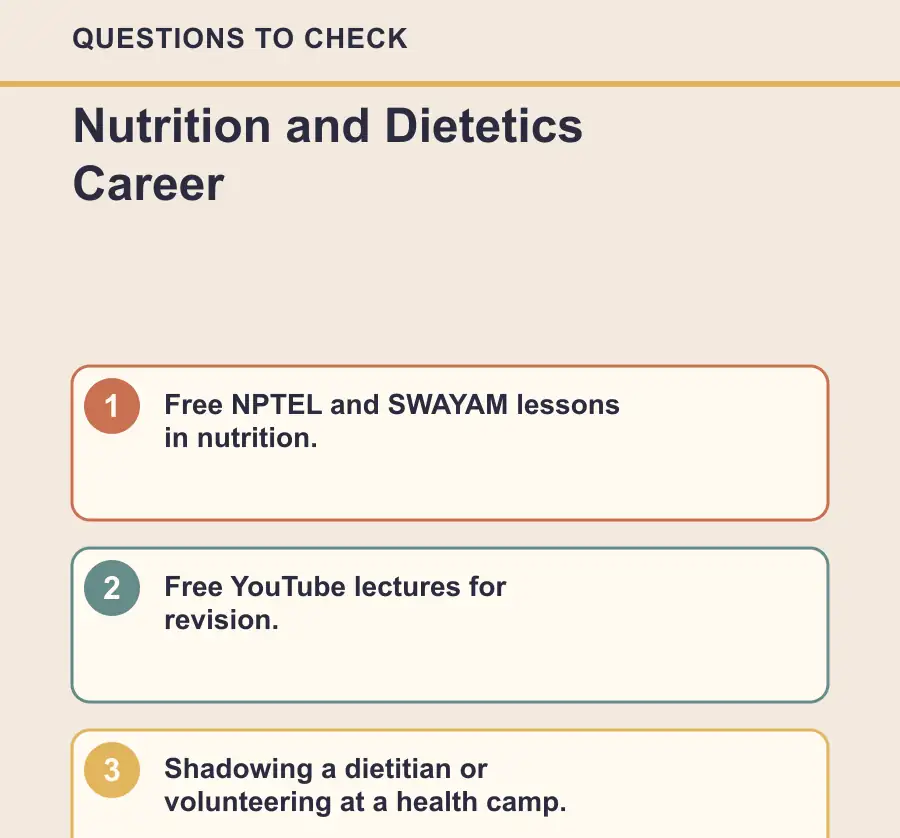 QUESTIONS TO CHECK
Nutrition and Dietetics
Career
1
Free NPTEL and SWAYAM lessons
in nutrition.
2
Free YouTube lectures for
revision.
3
Shadowing a dietitian or
volunteering at a health camp.